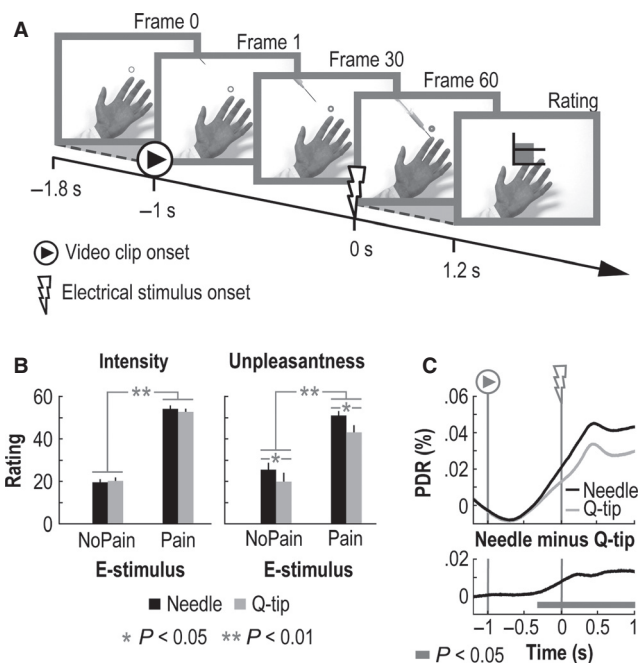 A
Frame 0
Frame 1
Frame 30
Frame 60
Rating
–1.8 s
–1 s
0 s
1.2 s
Video clip onset
Electrical stimulus onset
B
Intensity
Unpleasantness
**
**
*
*
Rating
60
40
20
0
NoPain Pain
NoPain Pain
E-stimulus
E-stimulus
Needle Q-tip
* P < 0.05 ** P < 0.01
C
PDR (%)
.06
.04
.02
0
Needle
Q-tip
Needle minus Q-tip
.02
0
–1 –0.5 0 0.5 1
P < 0.05
Time (s)